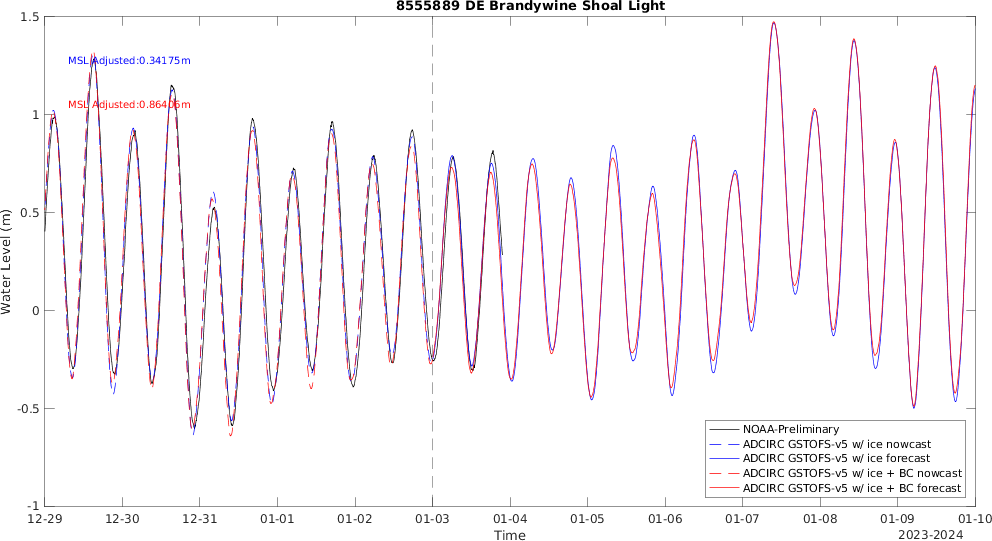 8555889 DE Brandywine Shoal Light
1.5
1
0.5
0
-0.5
-1
Water Level (m)
MSL Adjusted:0.34175m
MSL Adjusted:0.86405m
NOAA-Preliminary
ADCIRC GSTOFS-v5 w/ ice nowcast
ADCIRC GSTOFS-v5 w/ ice forecast
ADCIRC GSTOFS-v5 w/ ice + BC nowcast
ADCIRC GSTOFS-v5 w/ ice + BC forecast
12-29 12-30 12-31 01-01 01-02 01-03 01-04 01-05 01-06 01-07 01-08 01-09 01-10
Time
2023-2024